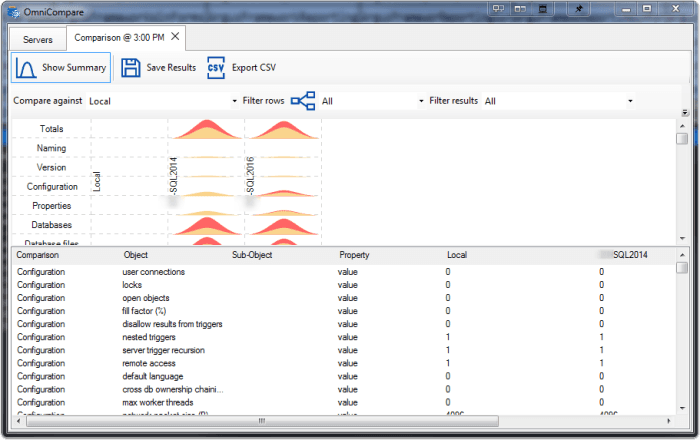 OmniCompare
Servers Comparison @ 3:00 PM
Show Summary Save Results CSV Export CSV
Compare against Local Filter rows All Filter results All
Totals
Naming
Version
Configuration
Properties
Databases
Database files
Local
-SQL2014
-SQL2016
Comparison Object Sub-Object Property Local SQL2014
Configuration user connections value 0 0
Configuration locks value 0 0
Configuration open objects value 0 0
Configuration fill factor (%) value 0 0
Configuration disallow results from triggers value 0 0
Configuration nested triggers value 1 1
Configuration server trigger recursion value 1 1
Configuration remote access value 1 1
Configuration default language value 0 0
Configuration cross db ownership chaini... value 0 0
Configuration max worker threads value 0 0
Configuration network packet size (B) value 4096 4096